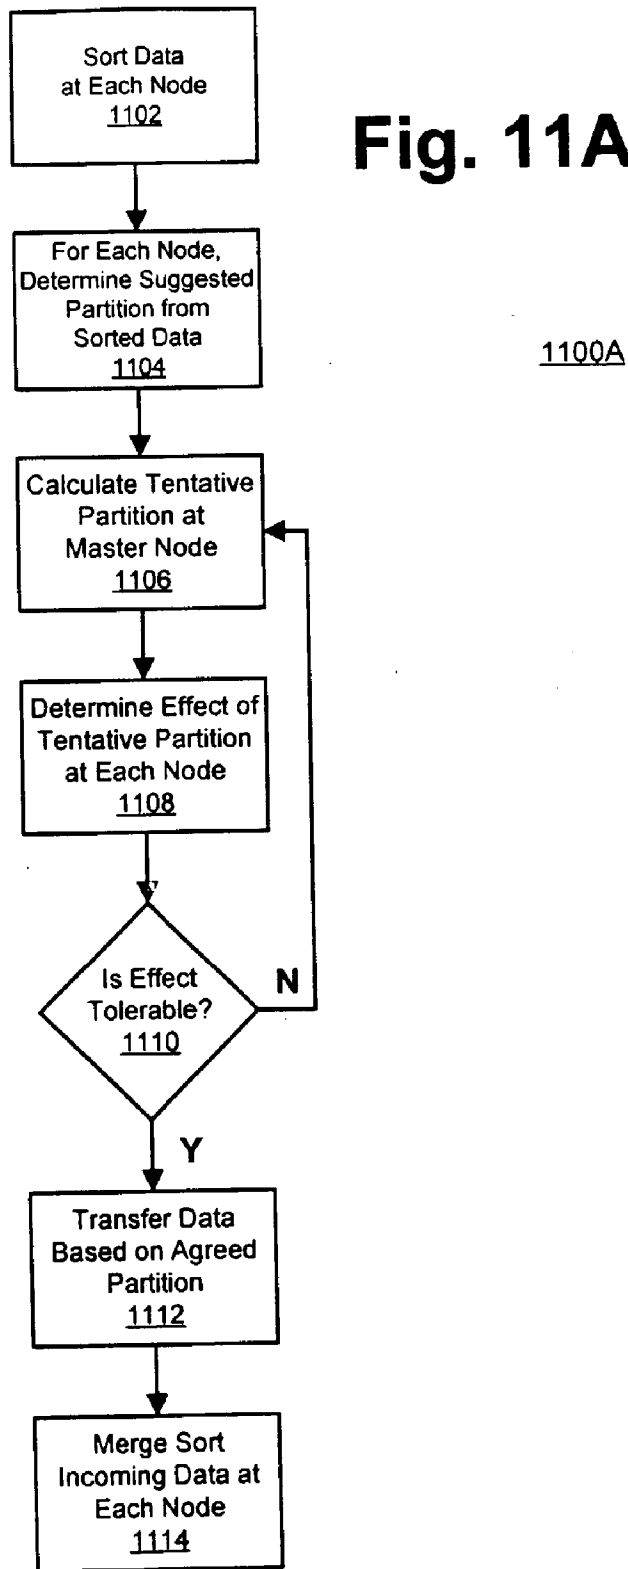 Sort Data
at Each Node
1102
Fig. 11A
For Each Node,
Determine Suggested
Partition from
Sorted Data
1104
1100A
Calculate Tentative
Partition at
Master Node
1106
Determine Effect of
Tentative Partition
at Each Node
1108
Is Effect
Tolerable?
1110
N
Y
Transfer Data
Based on Agreed
Partition
1112
Merge Sort
Incoming Data at
Each Node
1114